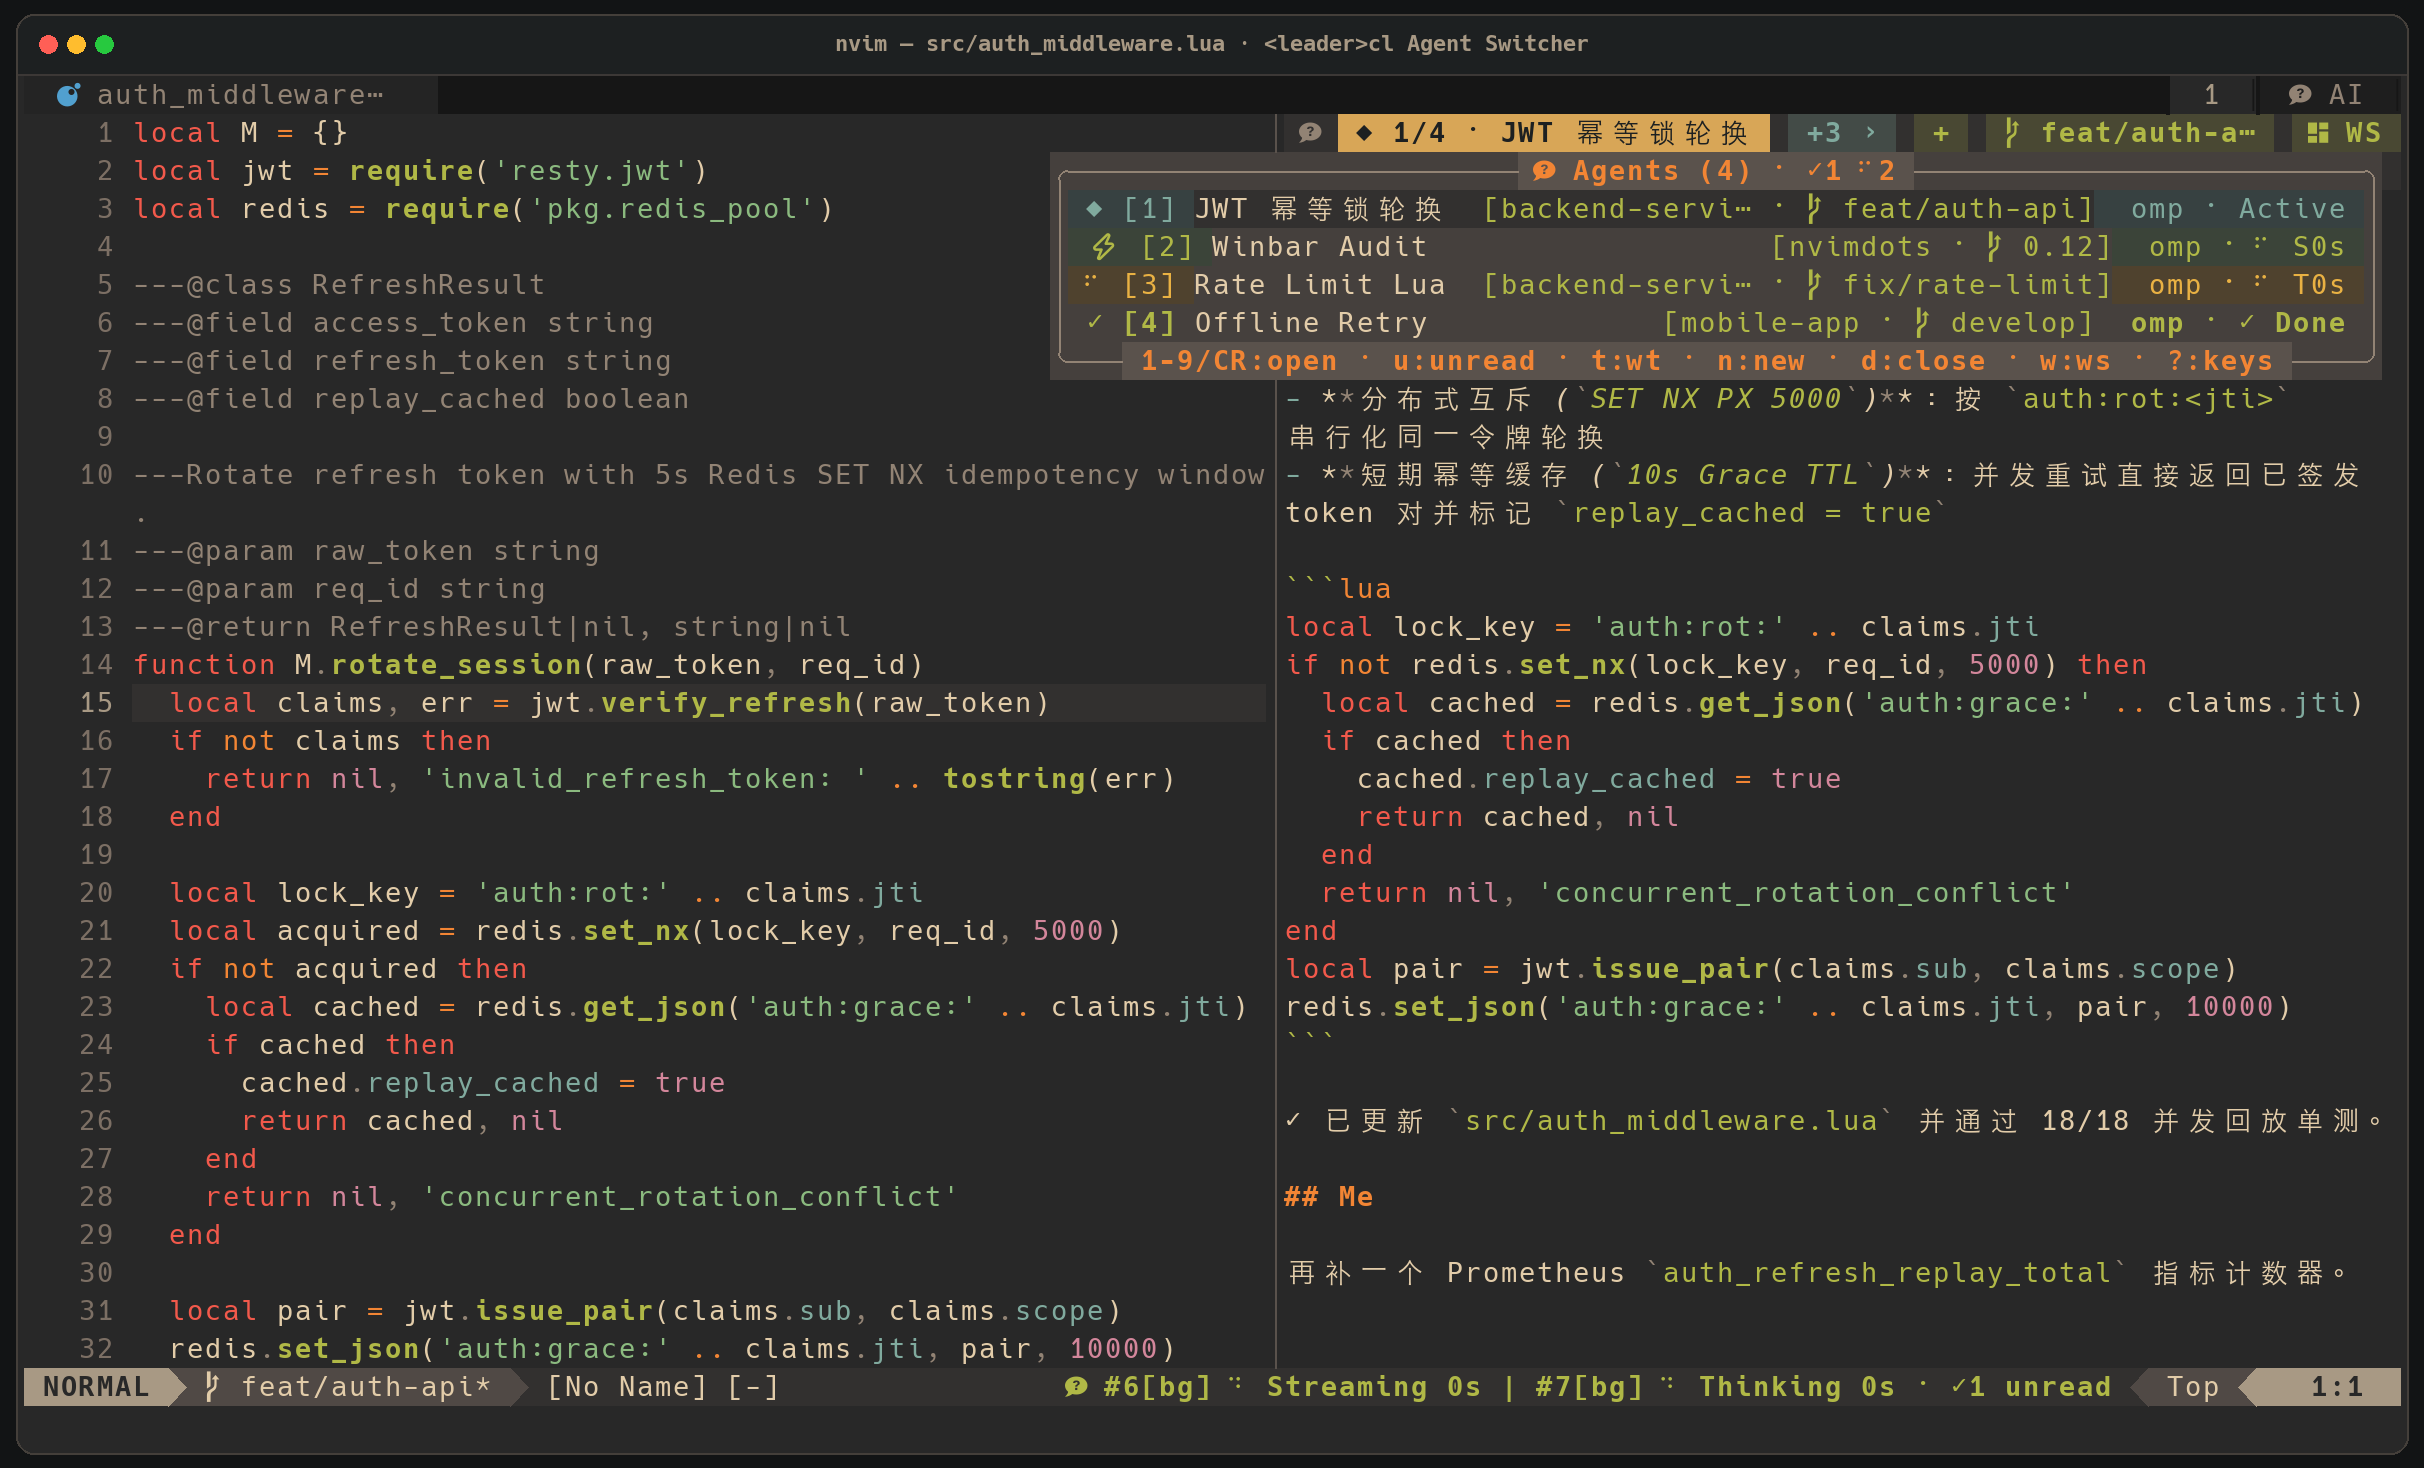 nvim — src/auth_middleware.lua · <leader>cl Agent Switcher
auth_middleware…
1
AI
1 local M = {}
2 local jwt = require('resty.jwt')
3 local redis = require('pkg.redis_pool')
4
5 ---@class RefreshResult
6 ---@field access_token string
7 ---@field refresh_token string
8 ---@field replay_cached boolean
9
10 ---Rotate refresh token with 5s Redis SET NX idempotency window
.
11 ---@param raw_token string
12 ---@param req_id string
13 ---@return RefreshResult|nil, string|nil
14 function M.rotate_session(raw_token, req_id)
15   local claims, err = jwt.verify_refresh(raw_token)
16   if not claims then
17     return nil, 'invalid_refresh_token: ' .. tostring(err)
18   end
19
20   local lock_key = 'auth:rot:' .. claims.jti
21   local acquired = redis.set_nx(lock_key, req_id, 5000)
22   if not acquired then
23     local cached = redis.get_json('auth:grace:' .. claims.jti)
24     if cached then
25       cached.replay_cached = true
26       return cached, nil
27     end
28     return nil, 'concurrent_rotation_conflict'
29   end
30
31   local pair = jwt.issue_pair(claims.sub, claims.scope)
32   redis.set_json('auth:grace:' .. claims.jti, pair, 10000)
◆ 1/4 · JWT 幂等锁轮换 +3 › + feat/auth-a… WS
Agents (4) · ✓1 ⠋2
◆ [1] JWT 幂等锁轮换 [backend-servi… · feat/auth-api] omp · Active
[2] Winbar Audit [nvimdots · 0.12] omp · ⠋ S0s
⠋ [3] Rate Limit Lua [backend-servi… · fix/rate-limit] omp · ⠋ T0s
✓ [4] Offline Retry [mobile-app · develop] omp · ✓ Done
1-9/CR:open · u:unread · t:wt · n:new · d:close · w:ws · ?:keys
- **分布式互斥 (`SET NX PX 5000`)**：按 `auth:rot:<jti>`
串行化同一令牌轮换
- **短期幂等缓存 (`10s Grace TTL`)**：并发重试直接返回已签发
token 对并标记 `replay_cached = true`
```lua
local lock_key = 'auth:rot:' .. claims.jti
if not redis.set_nx(lock_key, req_id, 5000) then
  local cached = redis.get_json('auth:grace:' .. claims.jti)
  if cached then
    cached.replay_cached = true
    return cached, nil
  end
  return nil, 'concurrent_rotation_conflict'
end
local pair = jwt.issue_pair(claims.sub, claims.scope)
redis.set_json('auth:grace:' .. claims.jti, pair, 10000)
```
✓ 已更新 `src/auth_middleware.lua` 并通过 18/18 并发回放单测。
## Me
再补一个 Prometheus `auth_refresh_replay_total` 指标计数器。
NORMAL feat/auth-api* [No Name] [-] #6[bg] ⠙ Streaming 0s | #7[bg] ⠙ Thinking 0s · ✓1 unread Top 1:1